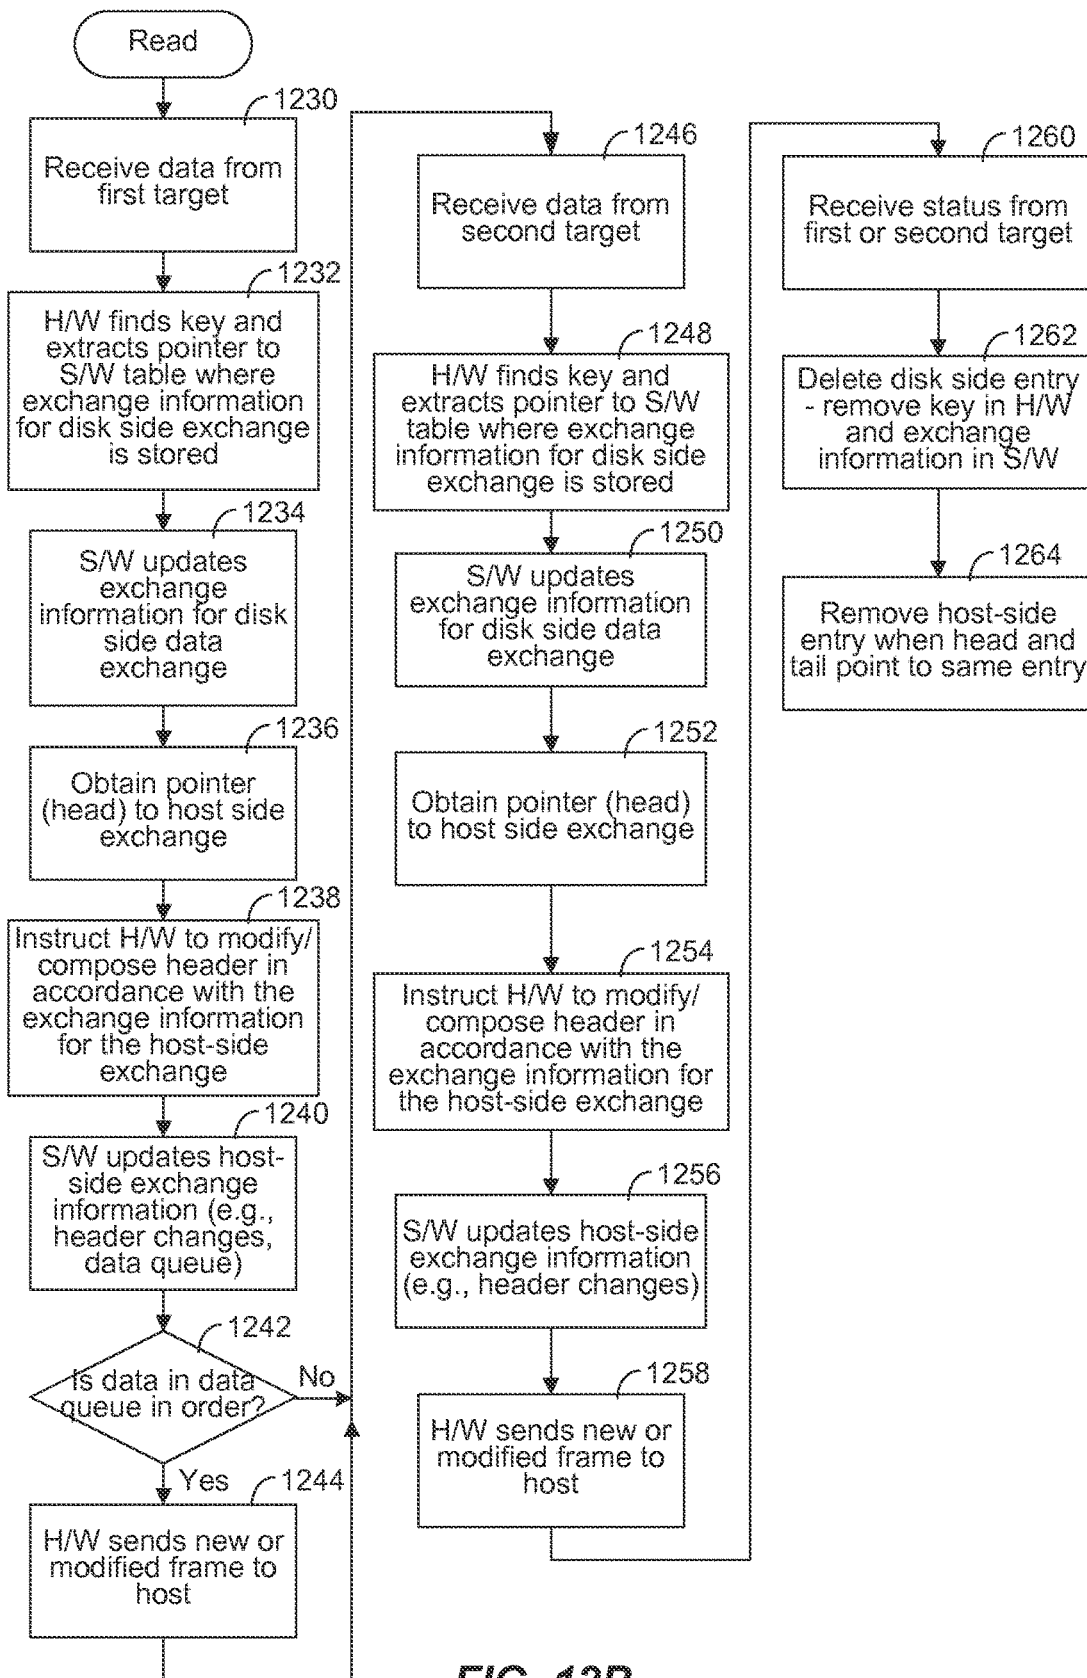 Read
1230
Receive data from
first target
1232
H/W finds key and
extracts pointer to
S/W table where
exchange information
for disk side exchange
is stored
1234
S/W updates
exchange
information for disk
side data
exchange
1236
Obtain pointer
(head) to host side
exchange
1238
Instruct H/W to modify/
compose header in
accordance with the
exchange information
for the host-side
exchange
1240
S/W updates host-
side exchange
information (e.g.,
header changes,
data queue)
1242
Is data in data
queue in order?
No
Yes
1244
H/W sends new or
modified frame to
host
1246
Receive data from
second target
1248
H/W finds key and
extracts pointer to S/W
table where exchange
information for disk side
exchange is stored
1250
S/W updates
exchange information
for disk side data
exchange
1252
Obtain pointer (head)
to host side exchange
1254
Instruct H/W to modify/
compose header in
accordance with the
exchange information for
the host-side exchange
1256
S/W updates host-side
exchange information
(e.g., header changes)
1258
H/W sends new or
modified frame to
host
1260
Receive status from
first or second target
1262
Delete disk side entry
- remove key in H/W
and exchange
information in S/W
1264
Remove host-side
entry when head and
tail point to same entry